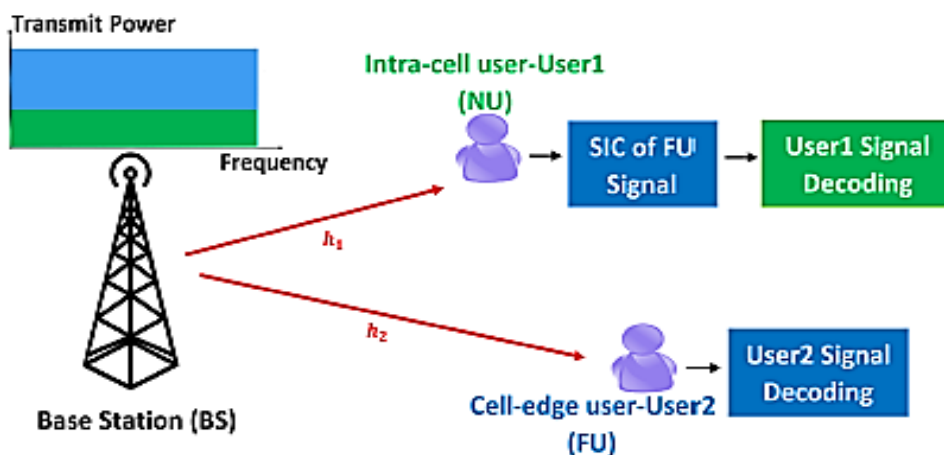 Transmit Power
Frequency
Intra-cell user-User1
(NU)
SIC of FU
Signal
User1 Signal
Decoding
h₁
h₂
Base Station (BS)
Cell-edge user-User2
(FU)
User2 Signal
Decoding